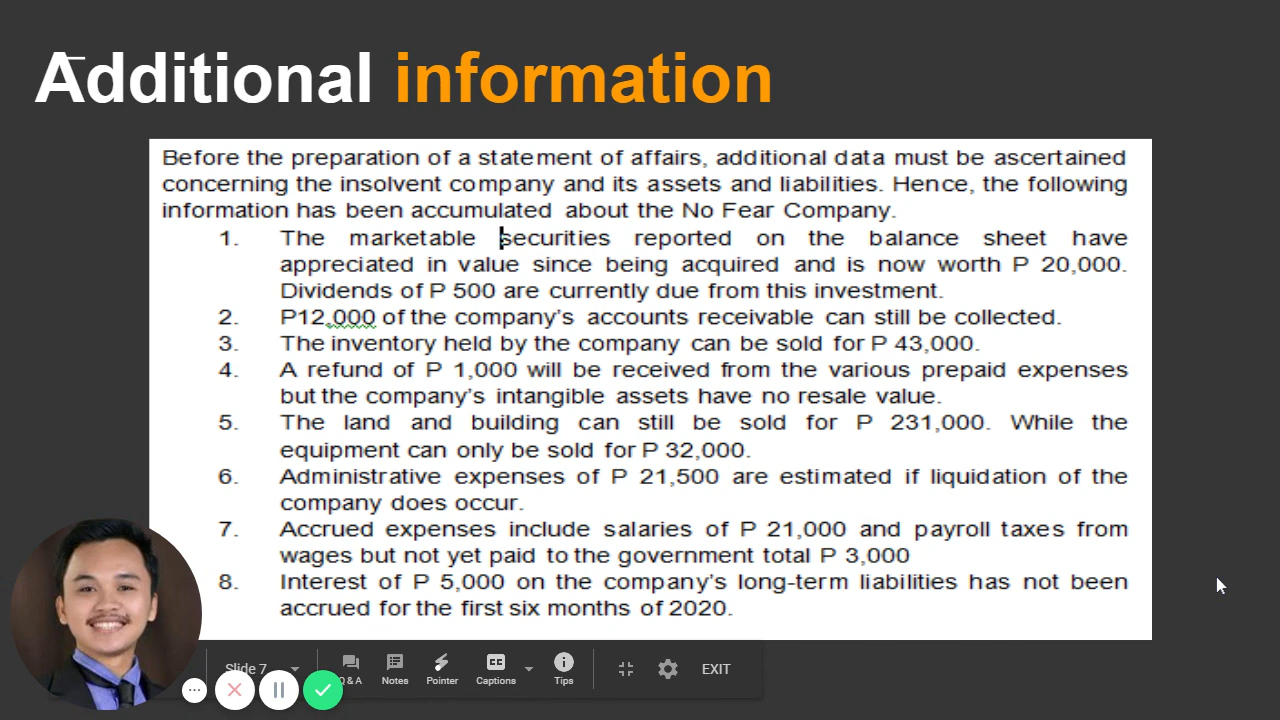 Additional information
Before the preparation of a statement of affairs, additional data must be ascertained
concerning the insolvent company and its assets and liabilities. Hence, the following
information has been accumulated about the No Fear Company.
1. The marketable securities reported on the balance sheet have
appreciated in value since being acquired and is now worth P 20,000.
Dividends of P 500 are currently due from this investment.
2. P12,000 of the company's accounts receivable can still be collected.
3. The inventory held by the company can be sold for P 43,000.
4. A refund of P 1,000 will be received from the various prepaid expenses
but the company's intangible assets have no resale value.
5. The land and building can still be sold for P 231,000. While the
equipment can only be sold for P 32,000.
6. Administrative expenses of P 21,500 are estimated if liquidation of the
company does occur.
7. Accrued expenses include salaries of P 21,000 and payroll taxes from
wages but not yet paid to the government total P 3,000
8. Interest of P 5,000 on the company's long-term liabilities has not been
accrued for the first six months of 2020.
Slide 7
Q & A Notes Pointer Captions Tips EXIT
CC